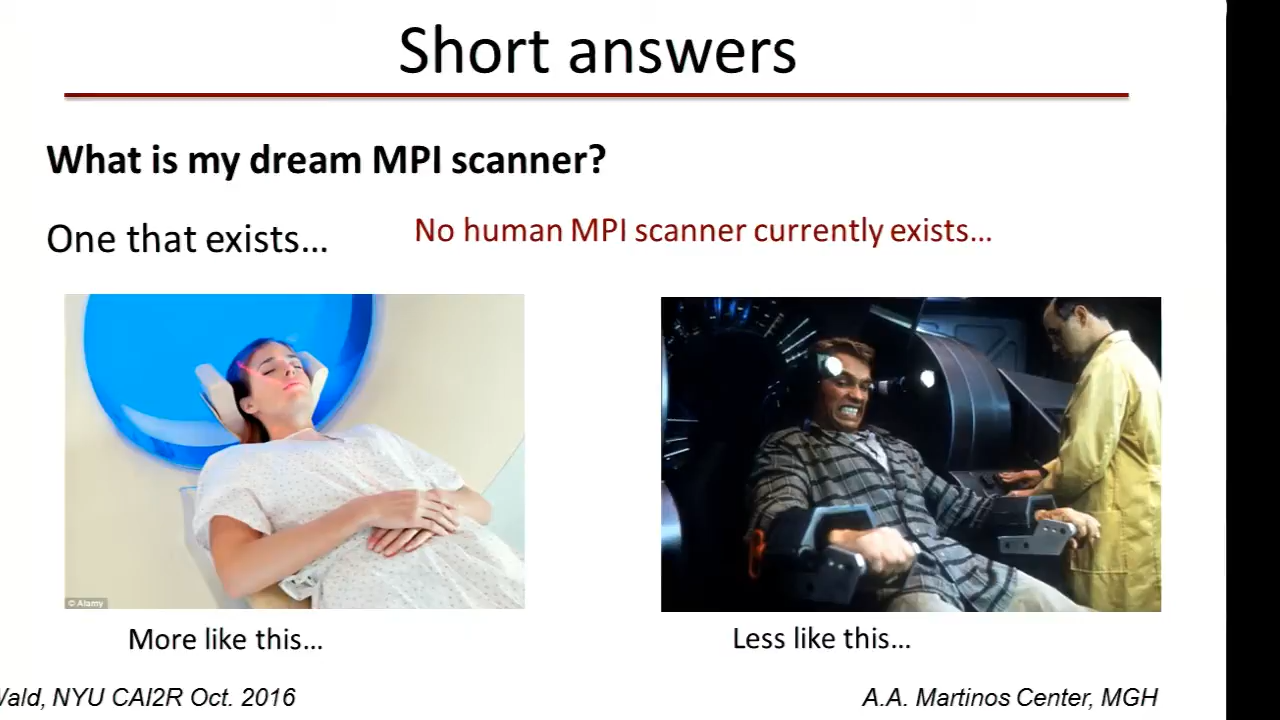 Short answers
What is my dream MPI scanner?
One that exists...
No human MPI scanner currently exists...
© Alamy
More like this...
Less like this...
Wald, NYU CAI2R Oct. 2016
A.A. Martinos Center, MGH